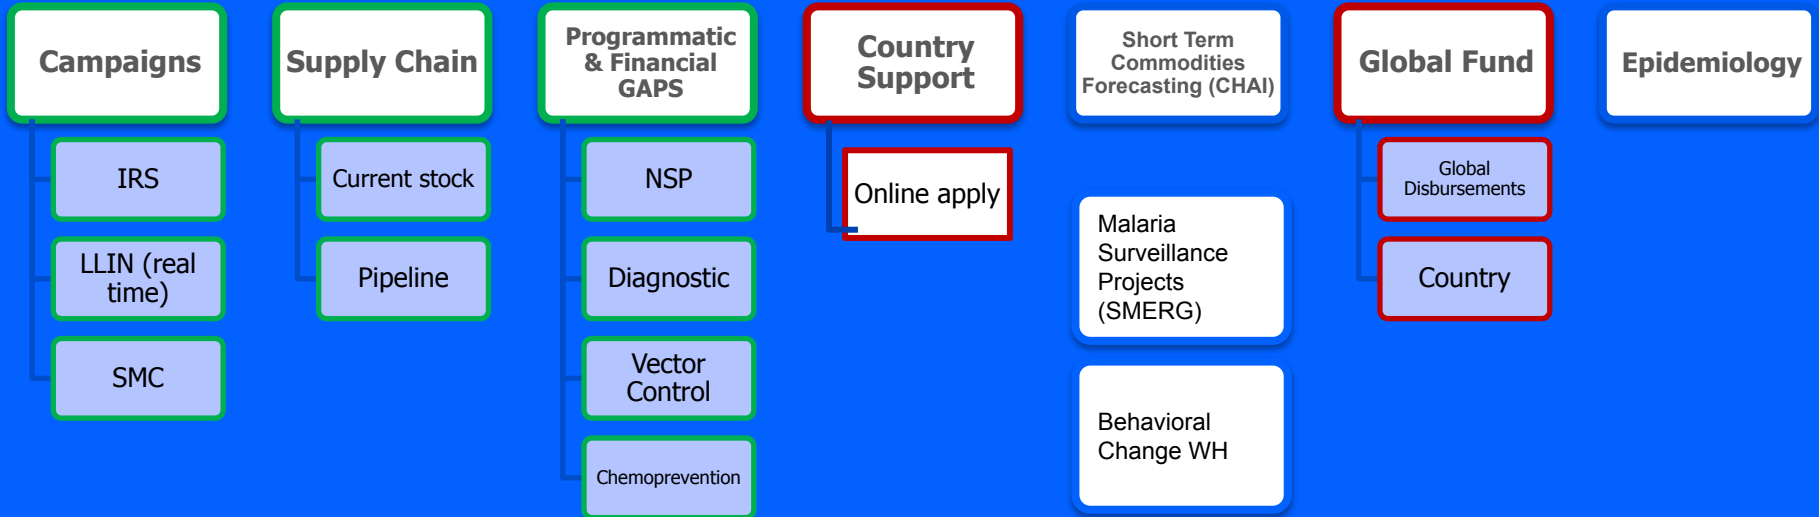 Campaigns
IRS
LLIN (real
time)
SMC
Supply Chain
Current stock
Pipeline
Programmatic
& Financial
GAPS
NSP
Diagnostic
Vector
Control
Chemoprevention
Country
Support
Online apply
Short Term
Commodities
Forecasting (CHAI)
Malaria
Surveillance
Projects
(SMERG)
Behavioral
Change WH
Global Fund
Global
Disbursements
Country
Epidemiology